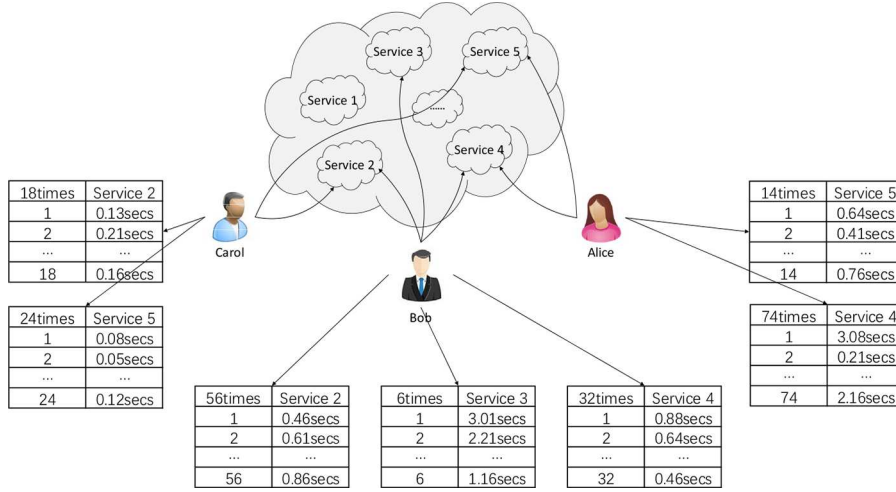 Service 3
Service 5
Service 1
......
Service 4
Service 2
Carol
Alice
Bob
18times Service 2
1 0.13secs
2 0.21secs
... ...
18 0.16secs
24times Service 5
1 0.08secs
2 0.05secs
... ...
24 0.12secs
56times Service 2
1 0.46secs
2 0.61secs
... ...
56 0.86secs
6times Service 3
1 3.01secs
2 2.21secs
... ...
6 1.16secs
32times Service 4
1 0.88secs
2 0.64secs
... ...
32 0.46secs
14times Service 5
1 0.64secs
2 0.41secs
... ...
14 0.76secs
74times Service 4
1 3.08secs
2 0.21secs
... ...
74 2.16secs